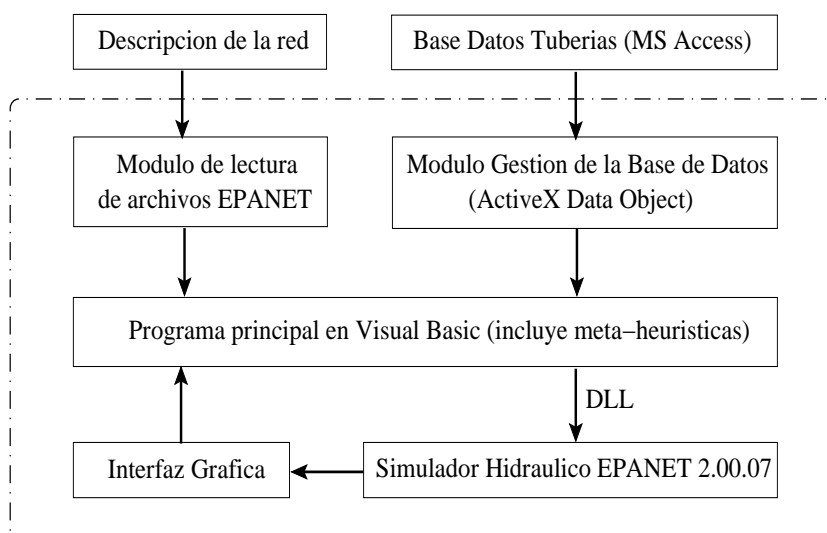 Descripcion de la red
Base Datos Tuberias (MS Access)
Modulo de lectura
de archivos EPANET
Modulo Gestion de la Base de Datos
(ActiveX Data Object)
Programa principal en Visual Basic (incluye meta−heuristicas)
DLL
Interfaz Grafica
Simulador Hidraulico EPANET 2.00.07